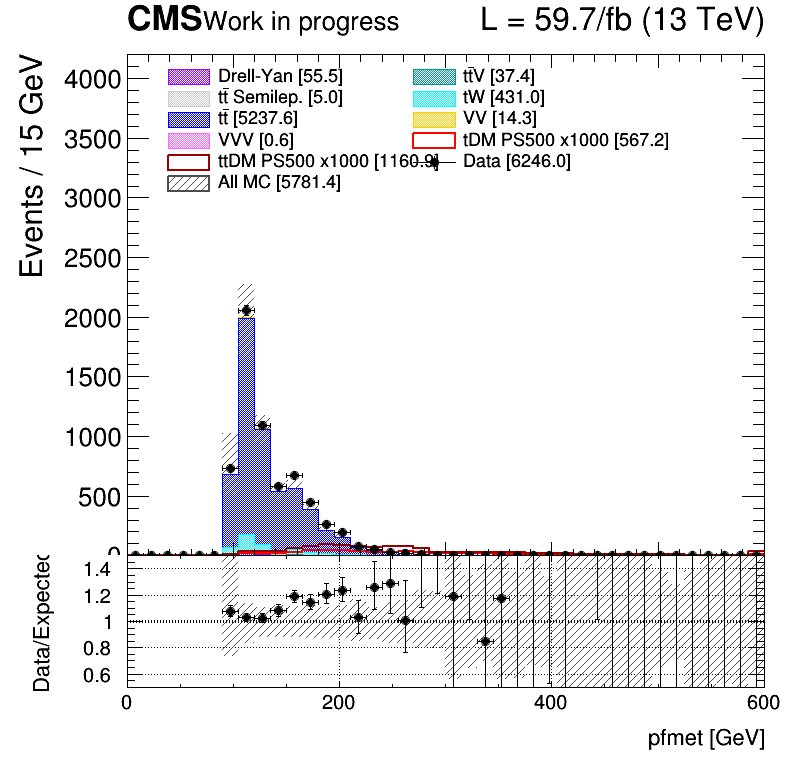 CMS Work in progress L = 59.7/fb (13 TeV)
Events / 15 GeV
4000
3500
3000
2500
2000
1500
1000
500
0
Drell-Yan [55.5]
tt̄ Semilep. [5.0]
tt̄ [5237.6]
VVV [0.6]
ttDM PS500 x1000 [1160.9]
All MC [5781.4]
tt̄V [37.4]
tW [431.0]
VV [14.3]
tDM PS500 x1000 [567.2]
Data [6246.0]
Data/Expected
1.4
1.2
1
0.8
0.6
0 200 400 600
pfmet [GeV]